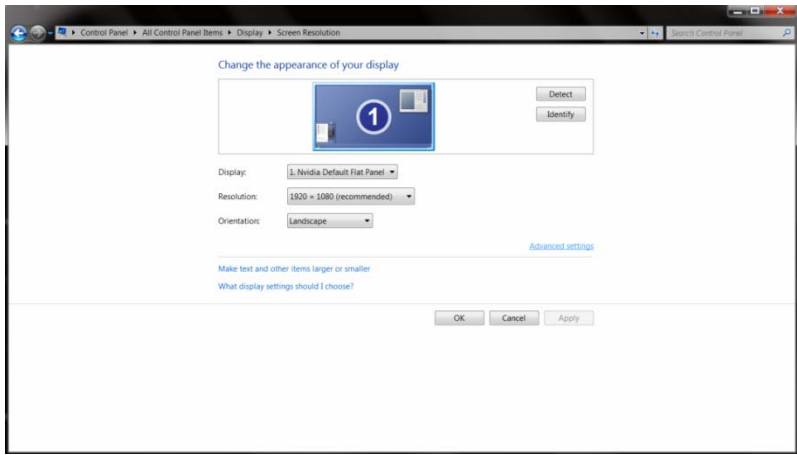 Control Panel ▸ All Control Panel Items ▸ Display ▸ Screen Resolution
Search Control Panel
Change the appearance of your display
1
Detect
Identify
Display: 1. Nvidia Default Flat Panel
Resolution: 1920 × 1080 (recommended)
Orientation: Landscape
Advanced settings
Make text and other items larger or smaller
What display settings should I choose?
OK Cancel Apply